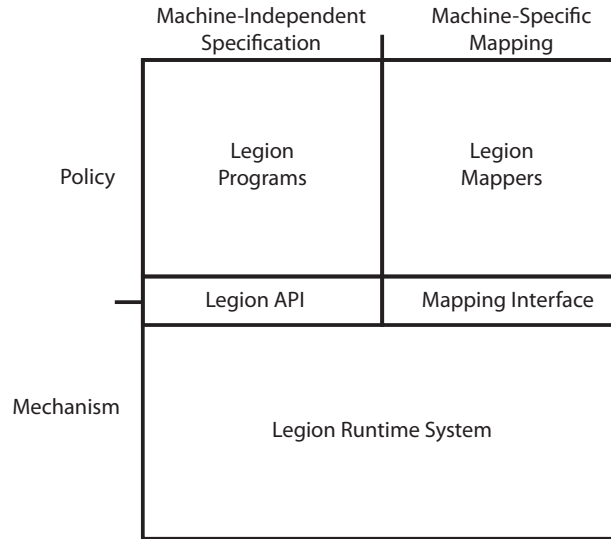 Machine-Independent
Specification
Machine-Specific
Mapping
Policy
Legion
Programs
Legion
Mappers
Legion API
Mapping Interface
Mechanism
Legion Runtime System